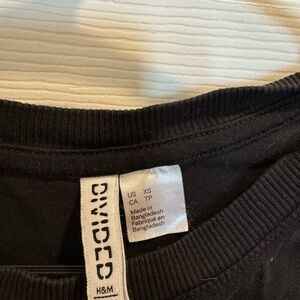 DIVIDED
H&M
US XS
CA TP
Made in
Bangladesh
Fabriqué en
Bangladesh